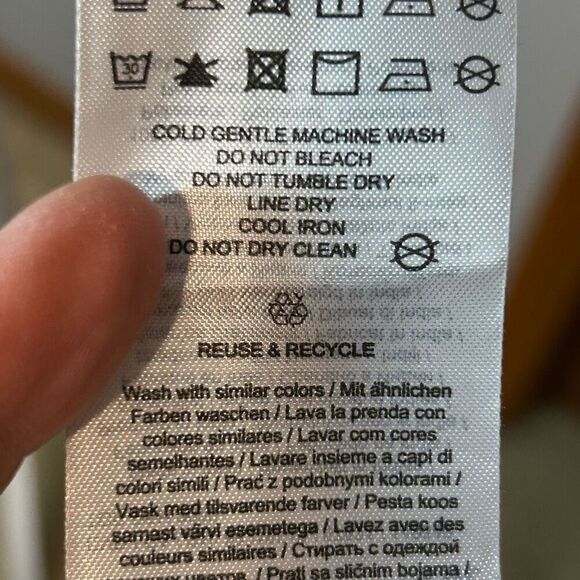 30
COLD GENTLE MACHINE WASH
DO NOT BLEACH
DO NOT TUMBLE DRY
LINE DRY
COOL IRON
DO NOT DRY CLEAN
REUSE & RECYCLE
Wash with similar colors / Mit ähnlichen
Farben waschen / Lava la prenda con
colores similares / Lavar com cores
semelhantes / Lavare insieme a capi di
colori simili / Prać z podobnymi kolorami /
Vask med tilsvarende farver / Pesta koos
samast värvi esemetega / Lavez avec des
couleurs similaires / Стирать с одеждой
цветов / Prati sa sličnim bojama /